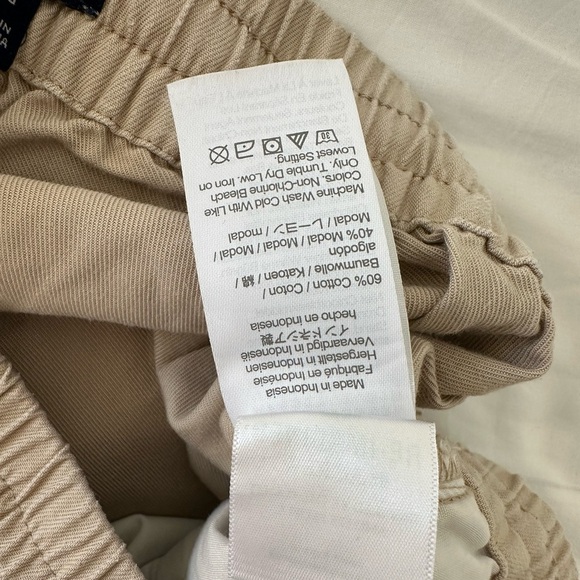 Made in Indonesia
Fabriqué en Indonésie
Hergestellt in Indonesien
Vervaardigd in Indonesië
インドネシア製
hecho en Indonesia
60% Cotton / Coton /
Baumwolle / Katoen / 綿 /
algodón
40% Modal / Modal / Modal /
Modal / レーヨン / modal
Machine Wash Cold With Like
Colors. Non-Chlorine Bleach
Only. Tumble Dry Low. Iron on
Lowest Setting.
30